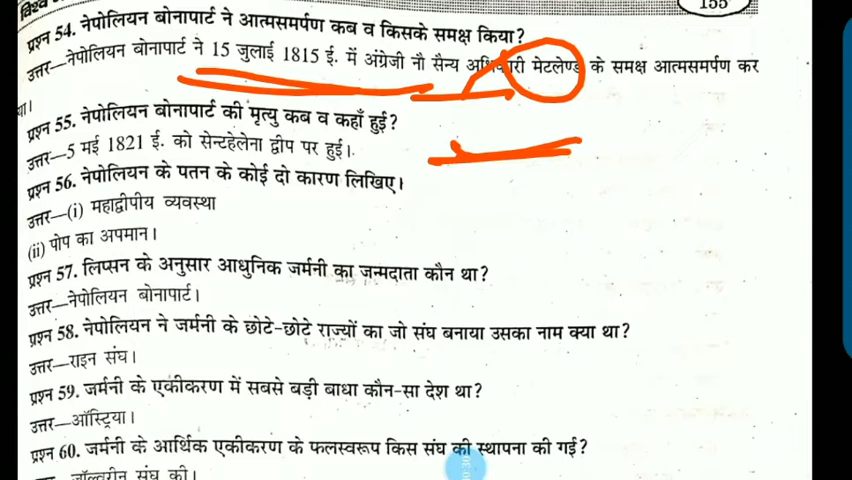 155
प्रश्न 54. नेपोलियन बोनापार्ट ने आत्मसमर्पण कब व किसके समक्ष किया?
उत्तर—नेपोलियन बोनापार्ट ने 15 जुलाई 1815 ई. में अंग्रेजी नौ सैन्य अधिकारी मेटलेण्ड के समक्ष आत्मसमर्पण कर
प्रश्न 55. नेपोलियन बोनापार्ट की मृत्यु कब व कहाँ हुई?
उत्तर—5 मई 1821 ई. को सेन्टहेलेना द्वीप पर हुई।
प्रश्न 56. नेपोलियन के पतन के कोई दो कारण लिखिए।
उत्तर—(i) महाद्वीपीय व्यवस्था
(ii) पोप का अपमान।
प्रश्न 57. लिप्सन के अनुसार आधुनिक जर्मनी का जन्मदाता कौन था?
उत्तर—नेपोलियन बोनापार्ट।
प्रश्न 58. नेपोलियन ने जर्मनी के छोटे-छोटे राज्यों का जो संघ बनाया उसका नाम क्या था?
उत्तर—राइन संघ।
प्रश्न 59. जर्मनी के एकीकरण में सबसे बड़ी बाधा कौन-सा देश था?
उत्तर—ऑस्ट्रिया।
प्रश्न 60. जर्मनी के आर्थिक एकीकरण के फलस्वरूप किस संघ की स्थापना की गई?
जॉल्वरीन संघ की।